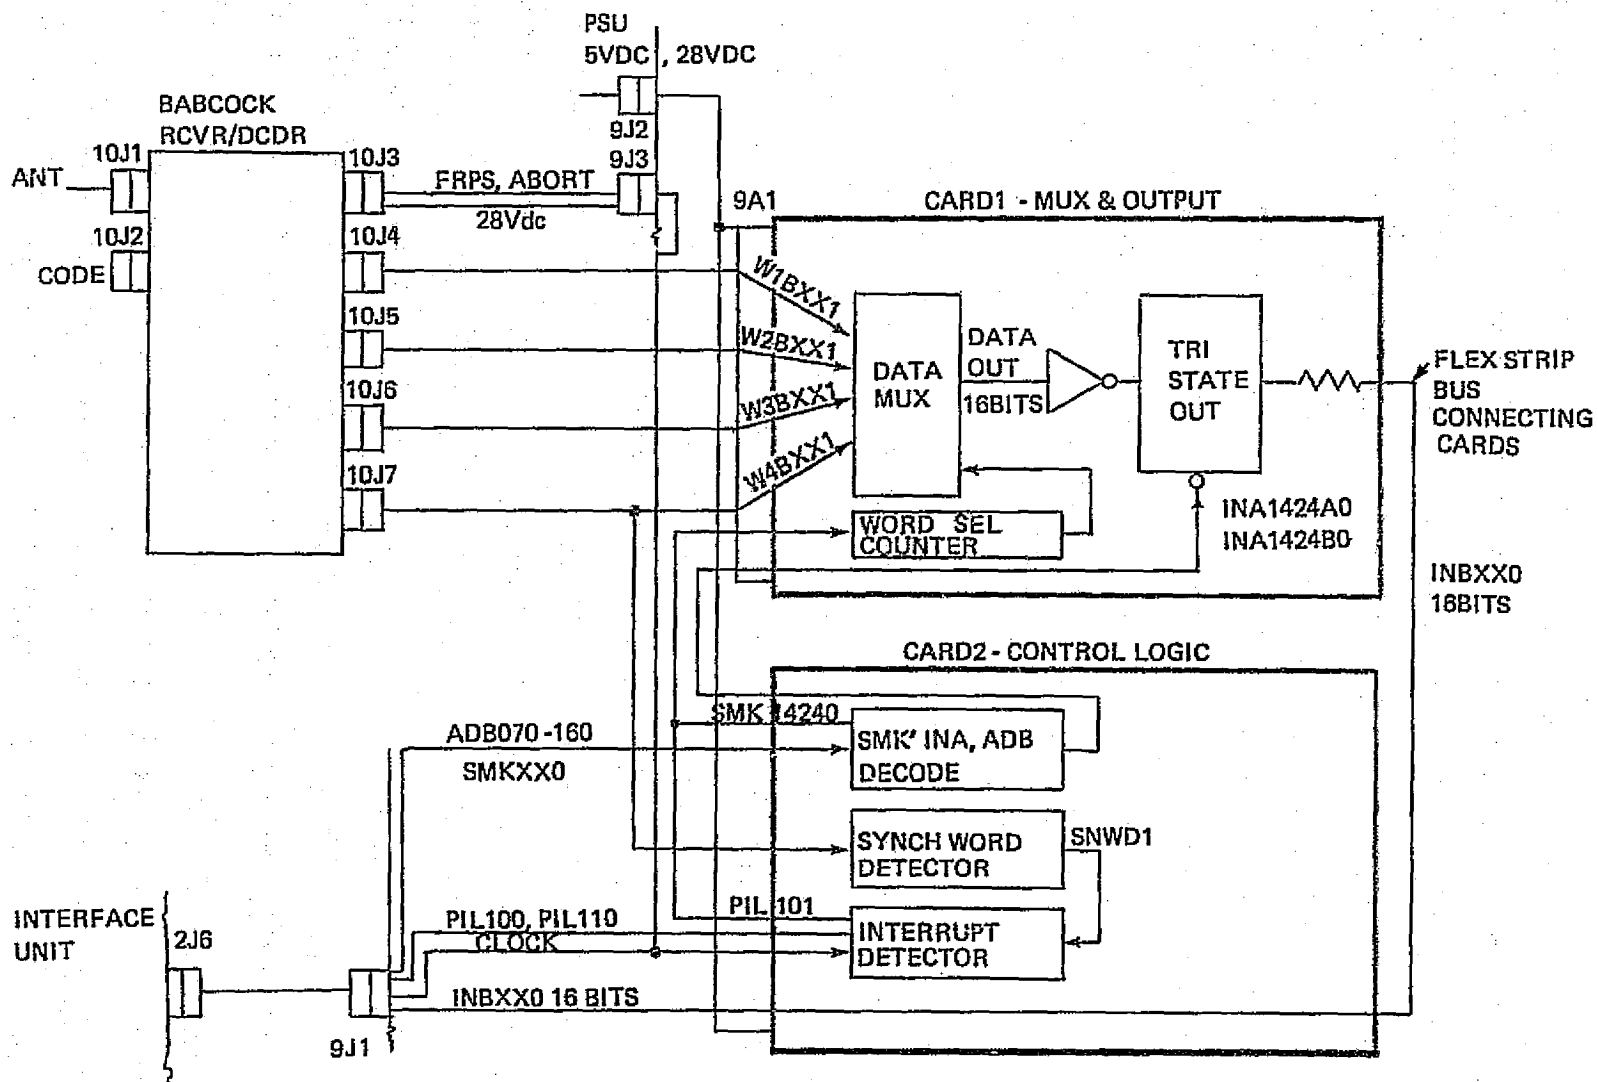 PSU
5VDC , 28VDC
BABCOCK
RCVR/DCDR
9J2
10J1
10J3
9J3
ANT
FRPS, ABORT
28Vdc
9A1
CARD1 - MUX & OUTPUT
10J2
10J4
CODE
W1BXX1
10J5
W2BXX1
DATA
OUT
16BITS
DATA
MUX
TRI
STATE
OUT
FLEX STRIP
BUS
CONNECTING
CARDS
10J6
W3BXX1
10J7
W4BXX1
WORD SEL
COUNTER
INA1424A0
INA1424B0
INBXX0
16BITS
CARD2 - CONTROL LOGIC
SMK 14240
ADB070 -160
SMKXX0
SMK' INA, ADB
DECODE
SYNCH WORD
DETECTOR
SNWD1
PIL 101
INTERFACE
UNIT
2J6
PIL100, PIL110
CLOCK
INTERRUPT
DETECTOR
INBXX0 16 BITS
9J1